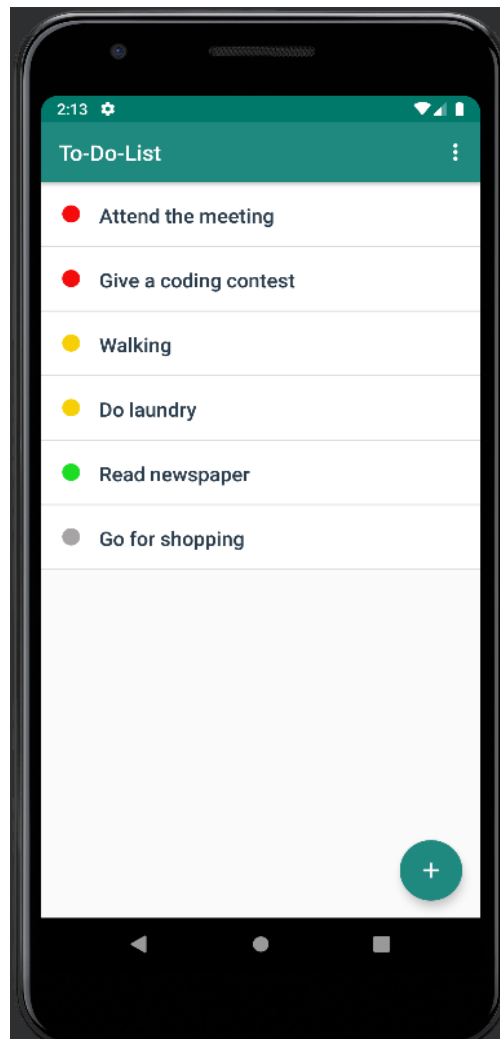 2:13
To-Do-List
Attend the meeting
Give a coding contest
Walking
Do laundry
Read newspaper
Go for shopping
+